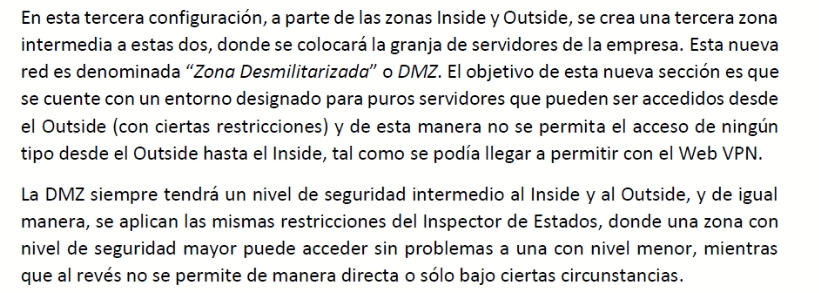 En esta tercera configuración, a parte de las zonas Inside y Outside, se crea una tercera zona
intermedia a estas dos, donde se colocará la granja de servidores de la empresa. Esta nueva
red es denominada “Zona Desmilitarizada” o DMZ. El objetivo de esta nueva sección es que
se cuente con un entorno designado para puros servidores que pueden ser accedidos desde
el Outside (con ciertas restricciones) y de esta manera no se permita el acceso de ningún
tipo desde el Outside hasta el Inside, tal como se podía llegar a permitir con el Web VPN.
La DMZ siempre tendrá un nivel de seguridad intermedio al Inside y al Outside, y de igual
manera, se aplican las mismas restricciones del Inspector de Estados, donde una zona con
nivel de seguridad mayor puede acceder sin problemas a una con nivel menor, mientras
que al revés no se permite de manera directa o sólo bajo ciertas circunstancias.